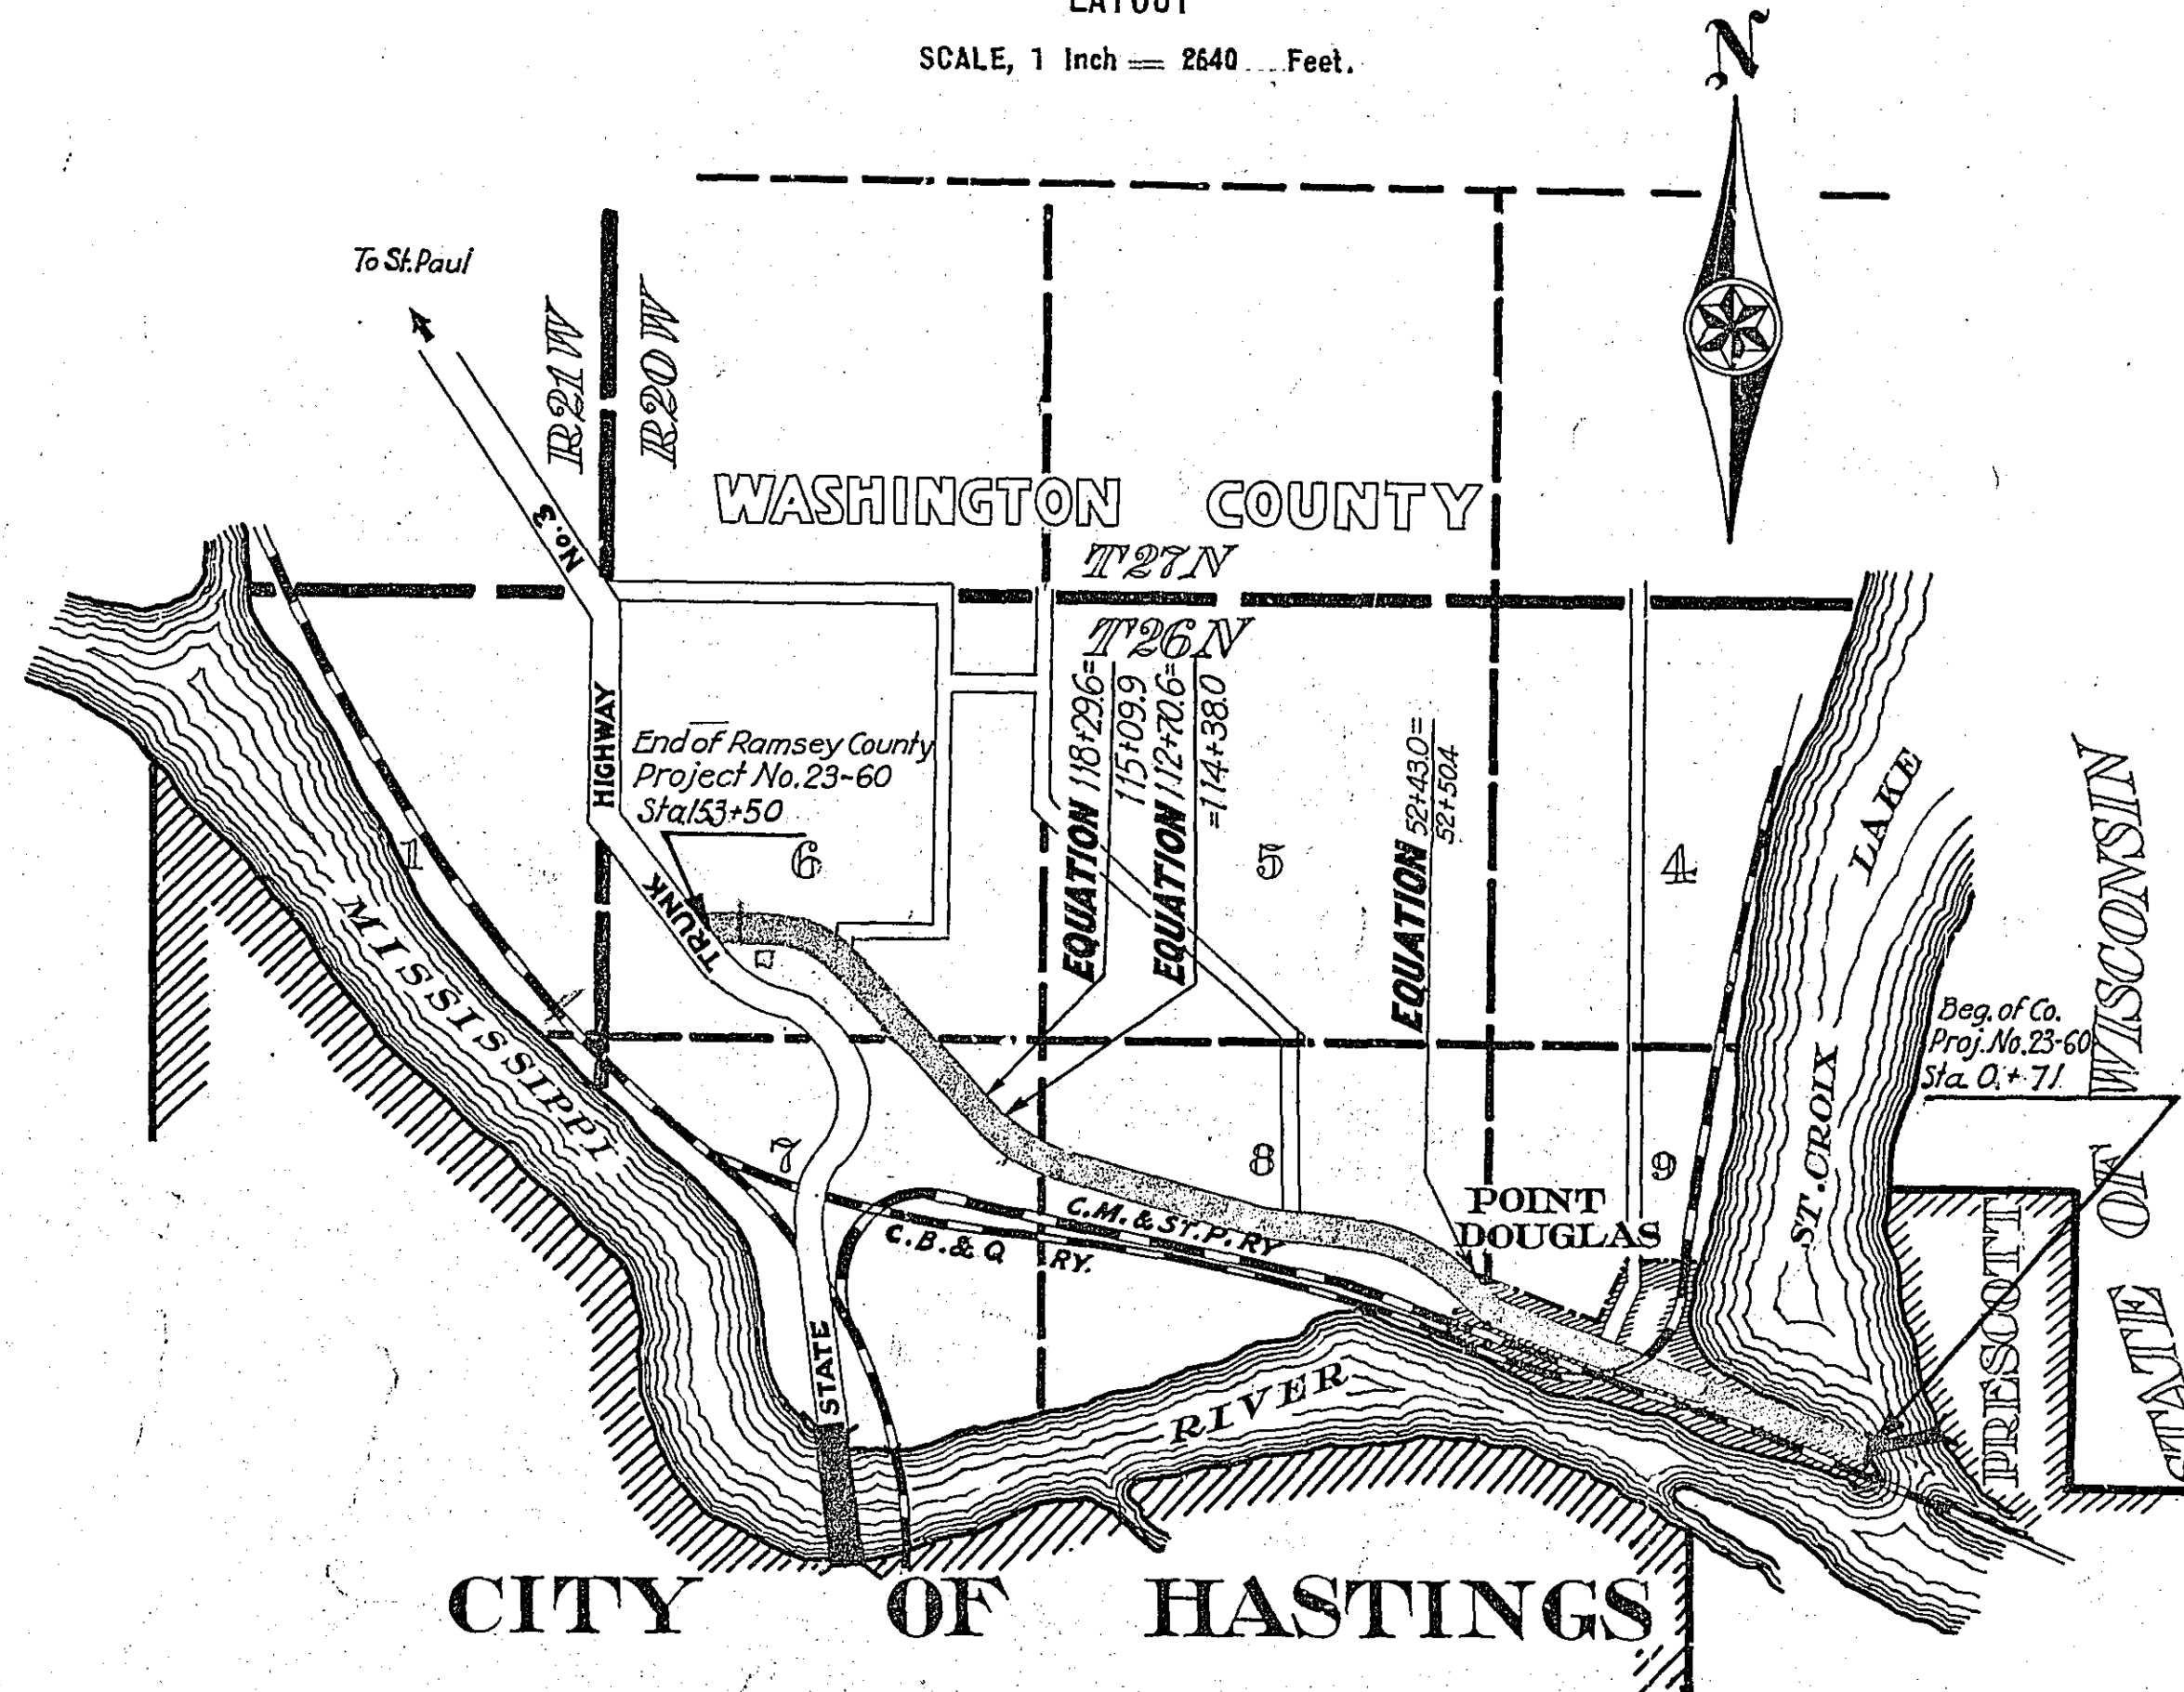 LAYOUT
SCALE, 1 Inch = 2640 Feet.
N
To St. Paul
R21W
R20W
WASHINGTON COUNTY
No. 3
T27N
T26N
HIGHWAY
End of Ramsey County
Project No. 23-60
Sta. 153+50
EQUATION 118+29.6=
115+09.9
EQUATION 112+70.6=
=114+38.0
EQUATION 52+43.0=
52+50.4
1
6
5
4
TRUNK
LAKE
ST. CROIX
MISSISSIPPI
Beg. of Co.
Proj. No. 23-60
Sta. 0+71
STATE OF WISCONSIN
7
8
9
POINT
DOUGLAS
C.M. & ST. P. RY
C.B. & Q RY.
PRESCOTT
STATE
RIVER
CITY OF HASTINGS